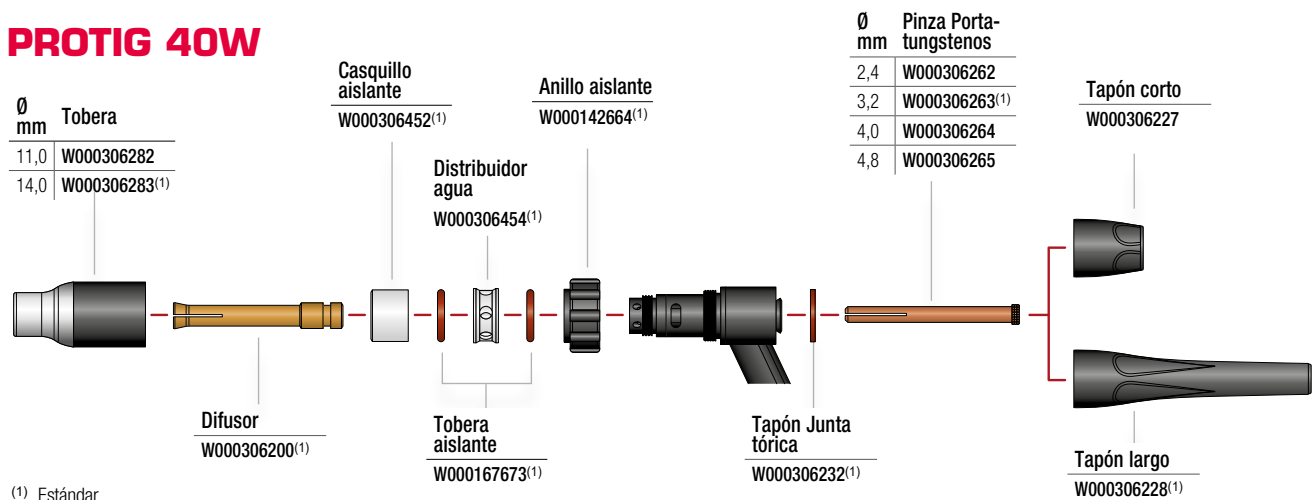 PROTIG 40W
Ø
mm
Tobera
11,0 W000306282
14,0 W000306283(1)
Casquillo
aislante
W000306452(1)
Distribuidor
agua
W000306454(1)
Anillo aislante
W000142664(1)
Ø
mm
Pinza Porta-
tungstenos
2,4 W000306262
3,2 W000306263(1)
4,0 W000306264
4,8 W000306265
Tapón corto
W000306227
Difusor
W000306200(1)
Tobera
aislante
W000167673(1)
Tapón Junta
tórica
W000306232(1)
Tapón largo
W000306228(1)
(1) Estándar